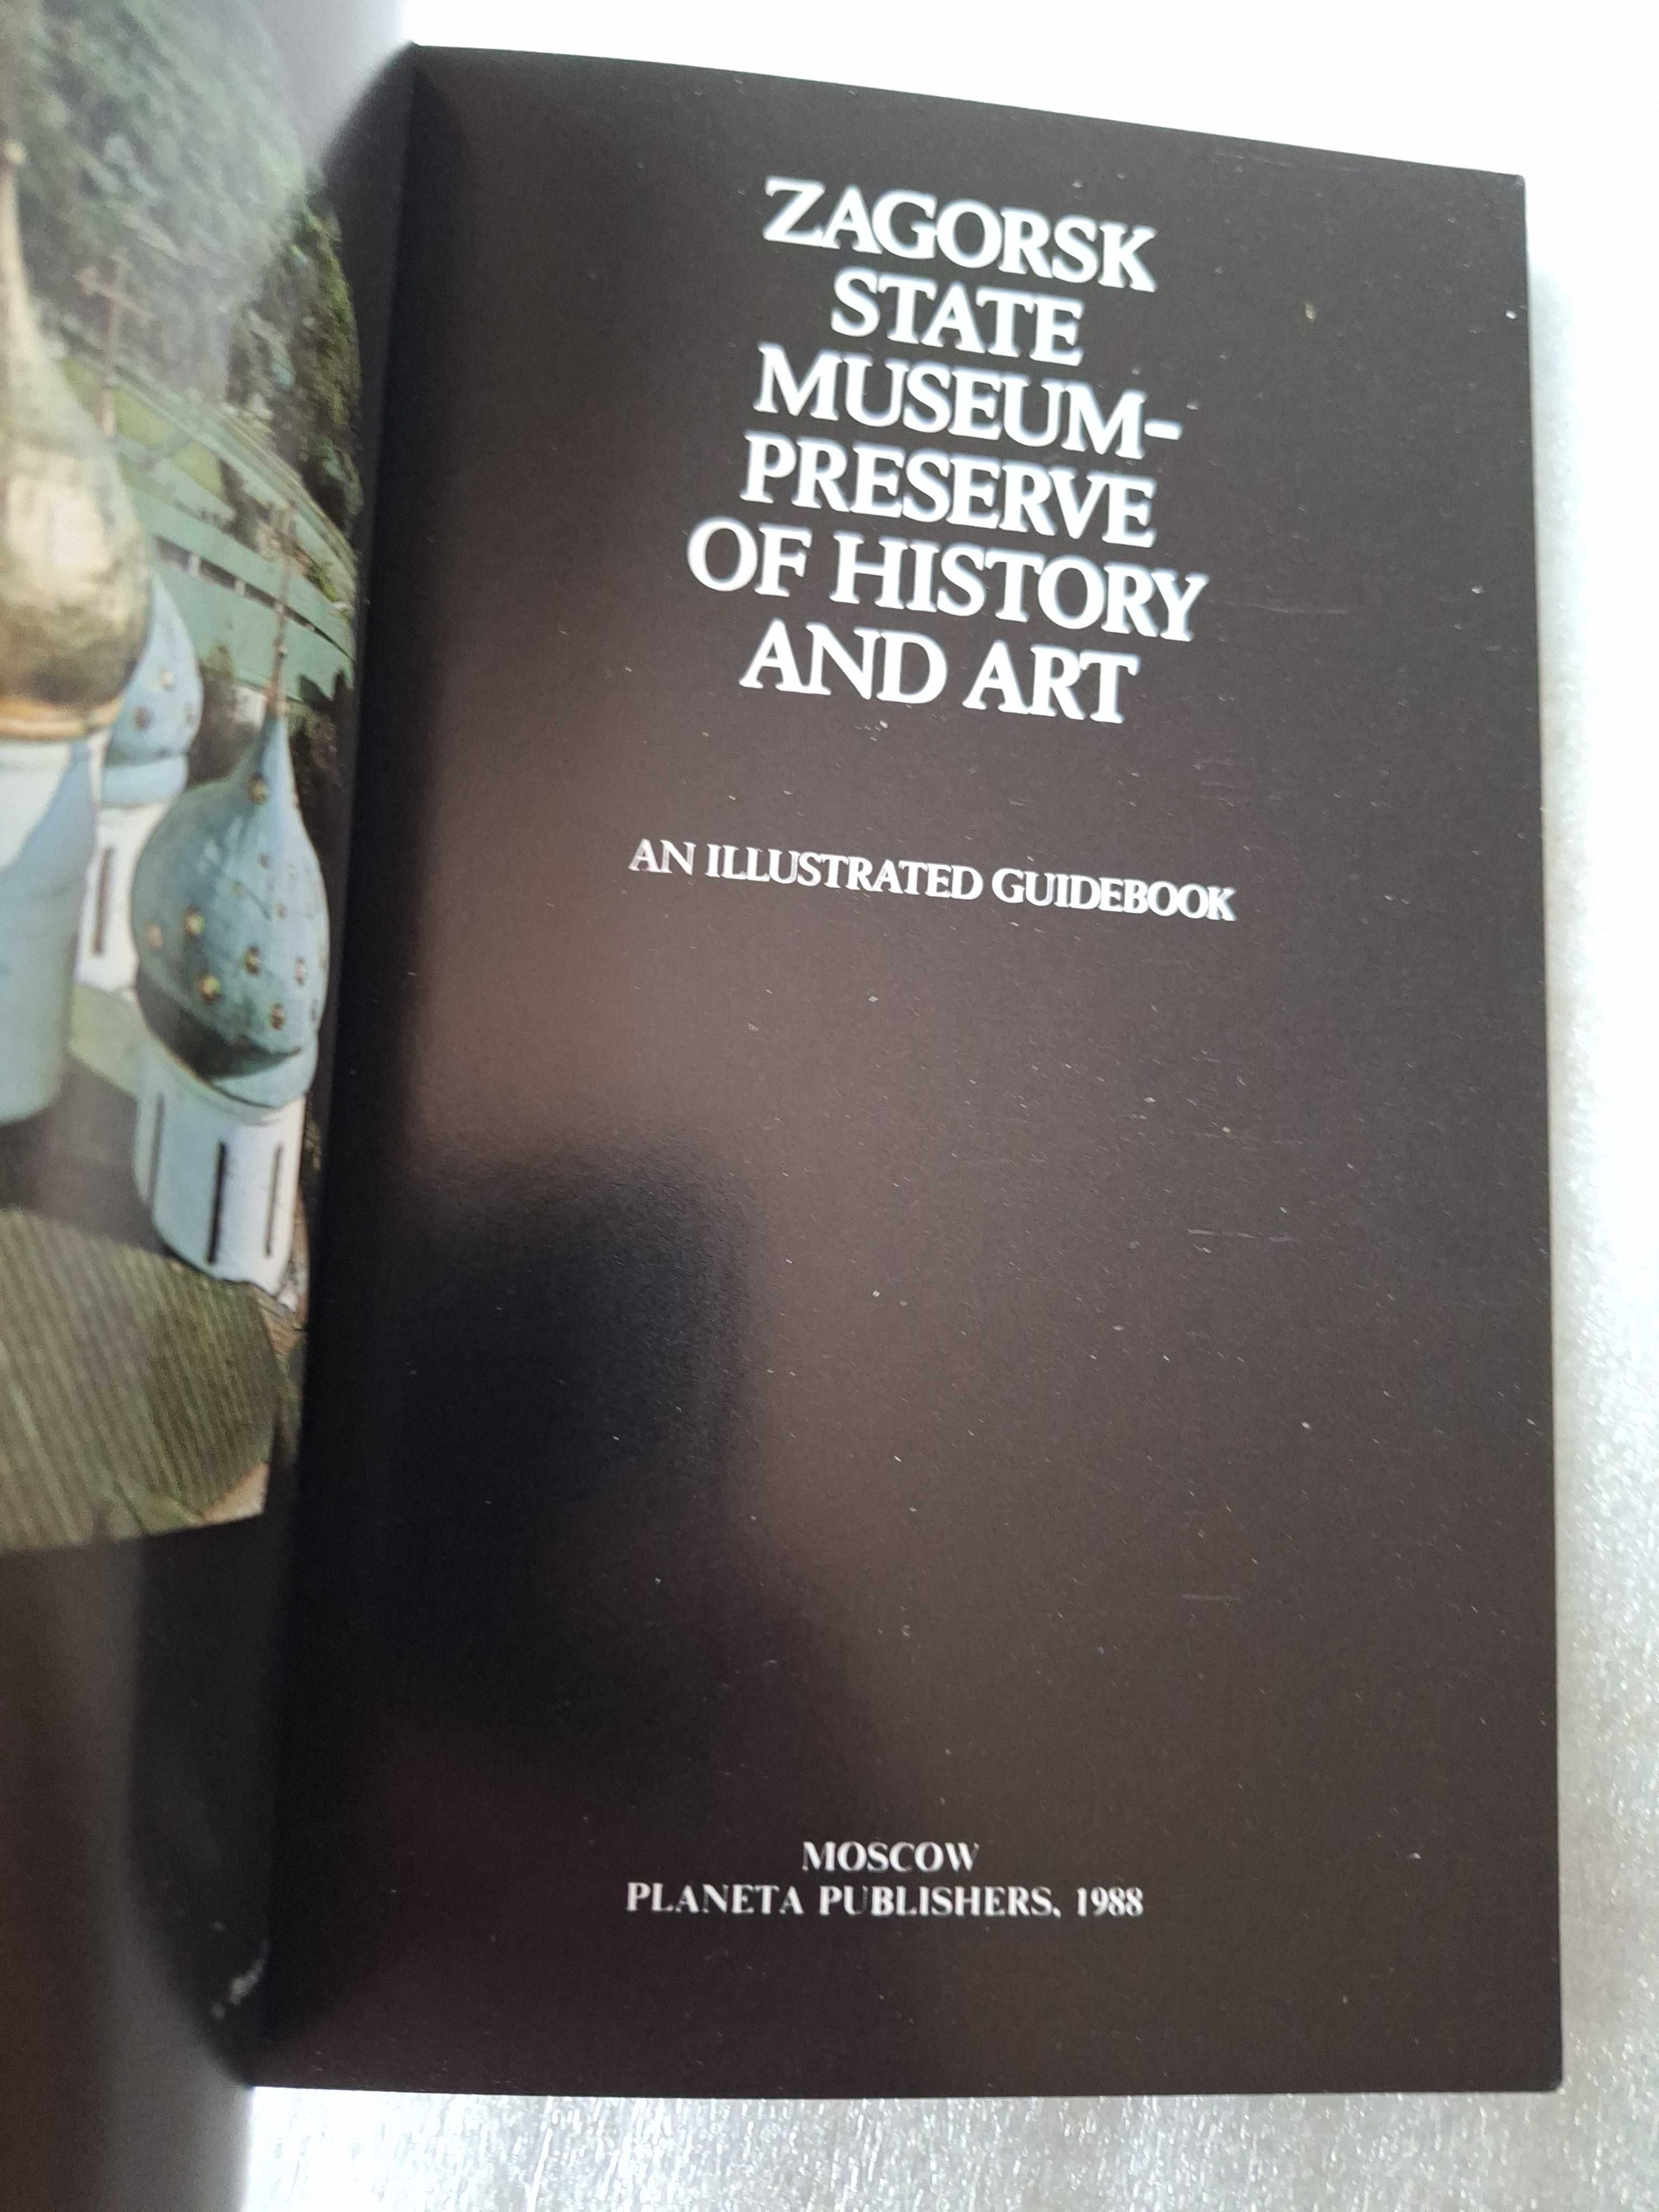 ZAGORSK
STATE
MUSEUM-
PRESERVE
OF HISTORY
AND ART
AN ILLUSTRATED GUIDEBOOK
MOSCOW
PLANETA PUBLISHERS, 1988